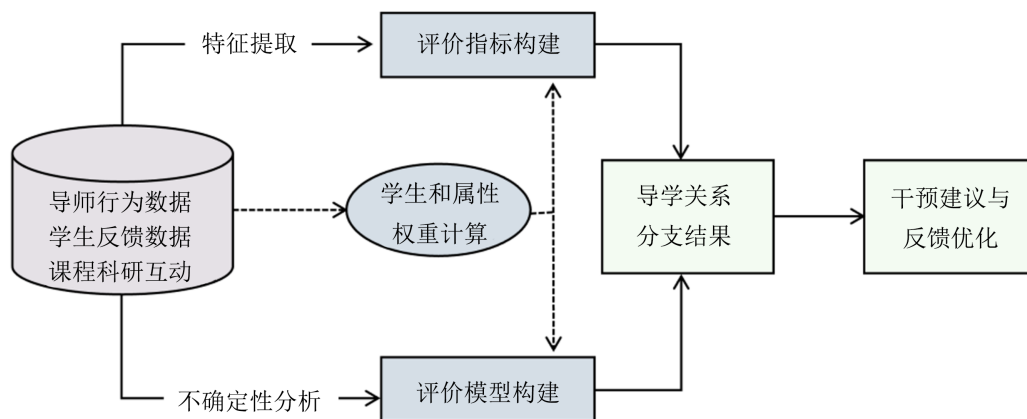 特征提取
评价指标构建
导师行为数据
学生反馈数据
课程科研互动
学生和属性
权重计算
导学关系
分支结果
干预建议与
反馈优化
不确定性分析
评价模型构建